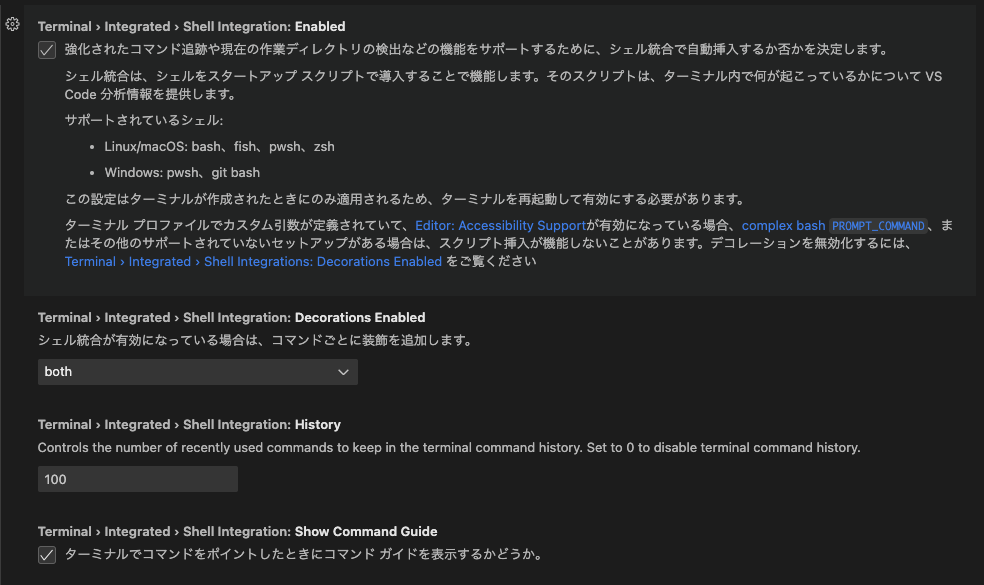 Terminal › Integrated › Shell Integration: Enabled
強化されたコマンド追跡や現在の作業ディレクトリの検出などの機能をサポートするために、シェル統合で自動挿入するか否かを決定します。
シェル統合は、シェルをスタートアップ スクリプトで導入することで機能します。そのスクリプトは、ターミナル内で何が起こっているかについて VS
Code 分析情報を提供します。
サポートされているシェル:
• Linux/macOS: bash、fish、pwsh、zsh
• Windows: pwsh、git bash
この設定はターミナルが作成されたときにのみ適用されるため、ターミナルを再起動して有効にする必要があります。
ターミナル プロファイルでカスタム引数が定義されていて、Editor: Accessibility Supportが有効になっている場合、complex bash PROMPT_COMMAND、ま
たはその他のサポートされていないセットアップがある場合は、スクリプト挿入が機能しないことがあります。デコレーションを無効化するには、
Terminal › Integrated › Shell Integrations: Decorations Enabled をご覧ください
Terminal › Integrated › Shell Integration: Decorations Enabled
シェル統合が有効になっている場合は、コマンドごとに装飾を追加します。
both
Terminal › Integrated › Shell Integration: History
Controls the number of recently used commands to keep in the terminal command history. Set to 0 to disable terminal command history.
100
Terminal › Integrated › Shell Integration: Show Command Guide
ターミナルでコマンドをポイントしたときにコマンド ガイドを表示するかどうか。